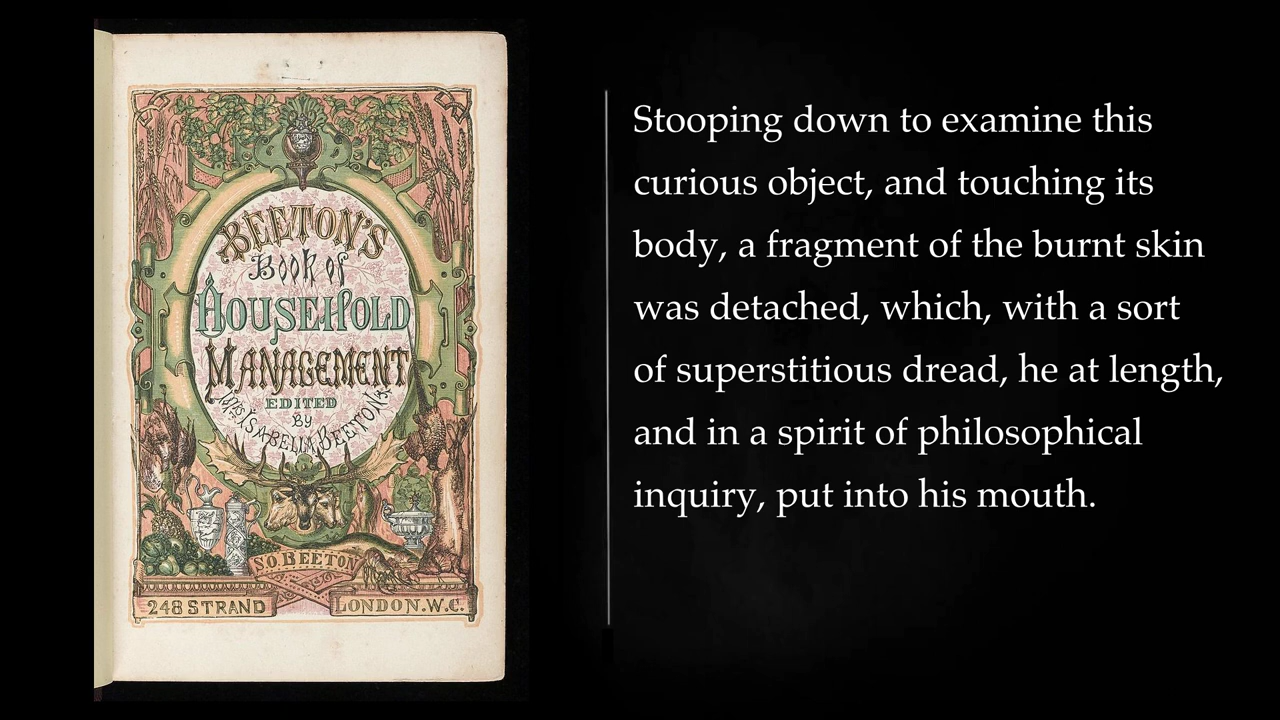 BEETON'S
Book of
HOUSEHOLD
MANAGEMENT
EDITED
BY
MRS ISABELLA BEETON
S.O. BEETON
248 STRAND
LONDON. W.C.
Stooping down to examine this
curious object, and touching its
body, a fragment of the burnt skin
was detached, which, with a sort
of superstitious dread, he at length,
and in a spirit of philosophical
inquiry, put into his mouth.